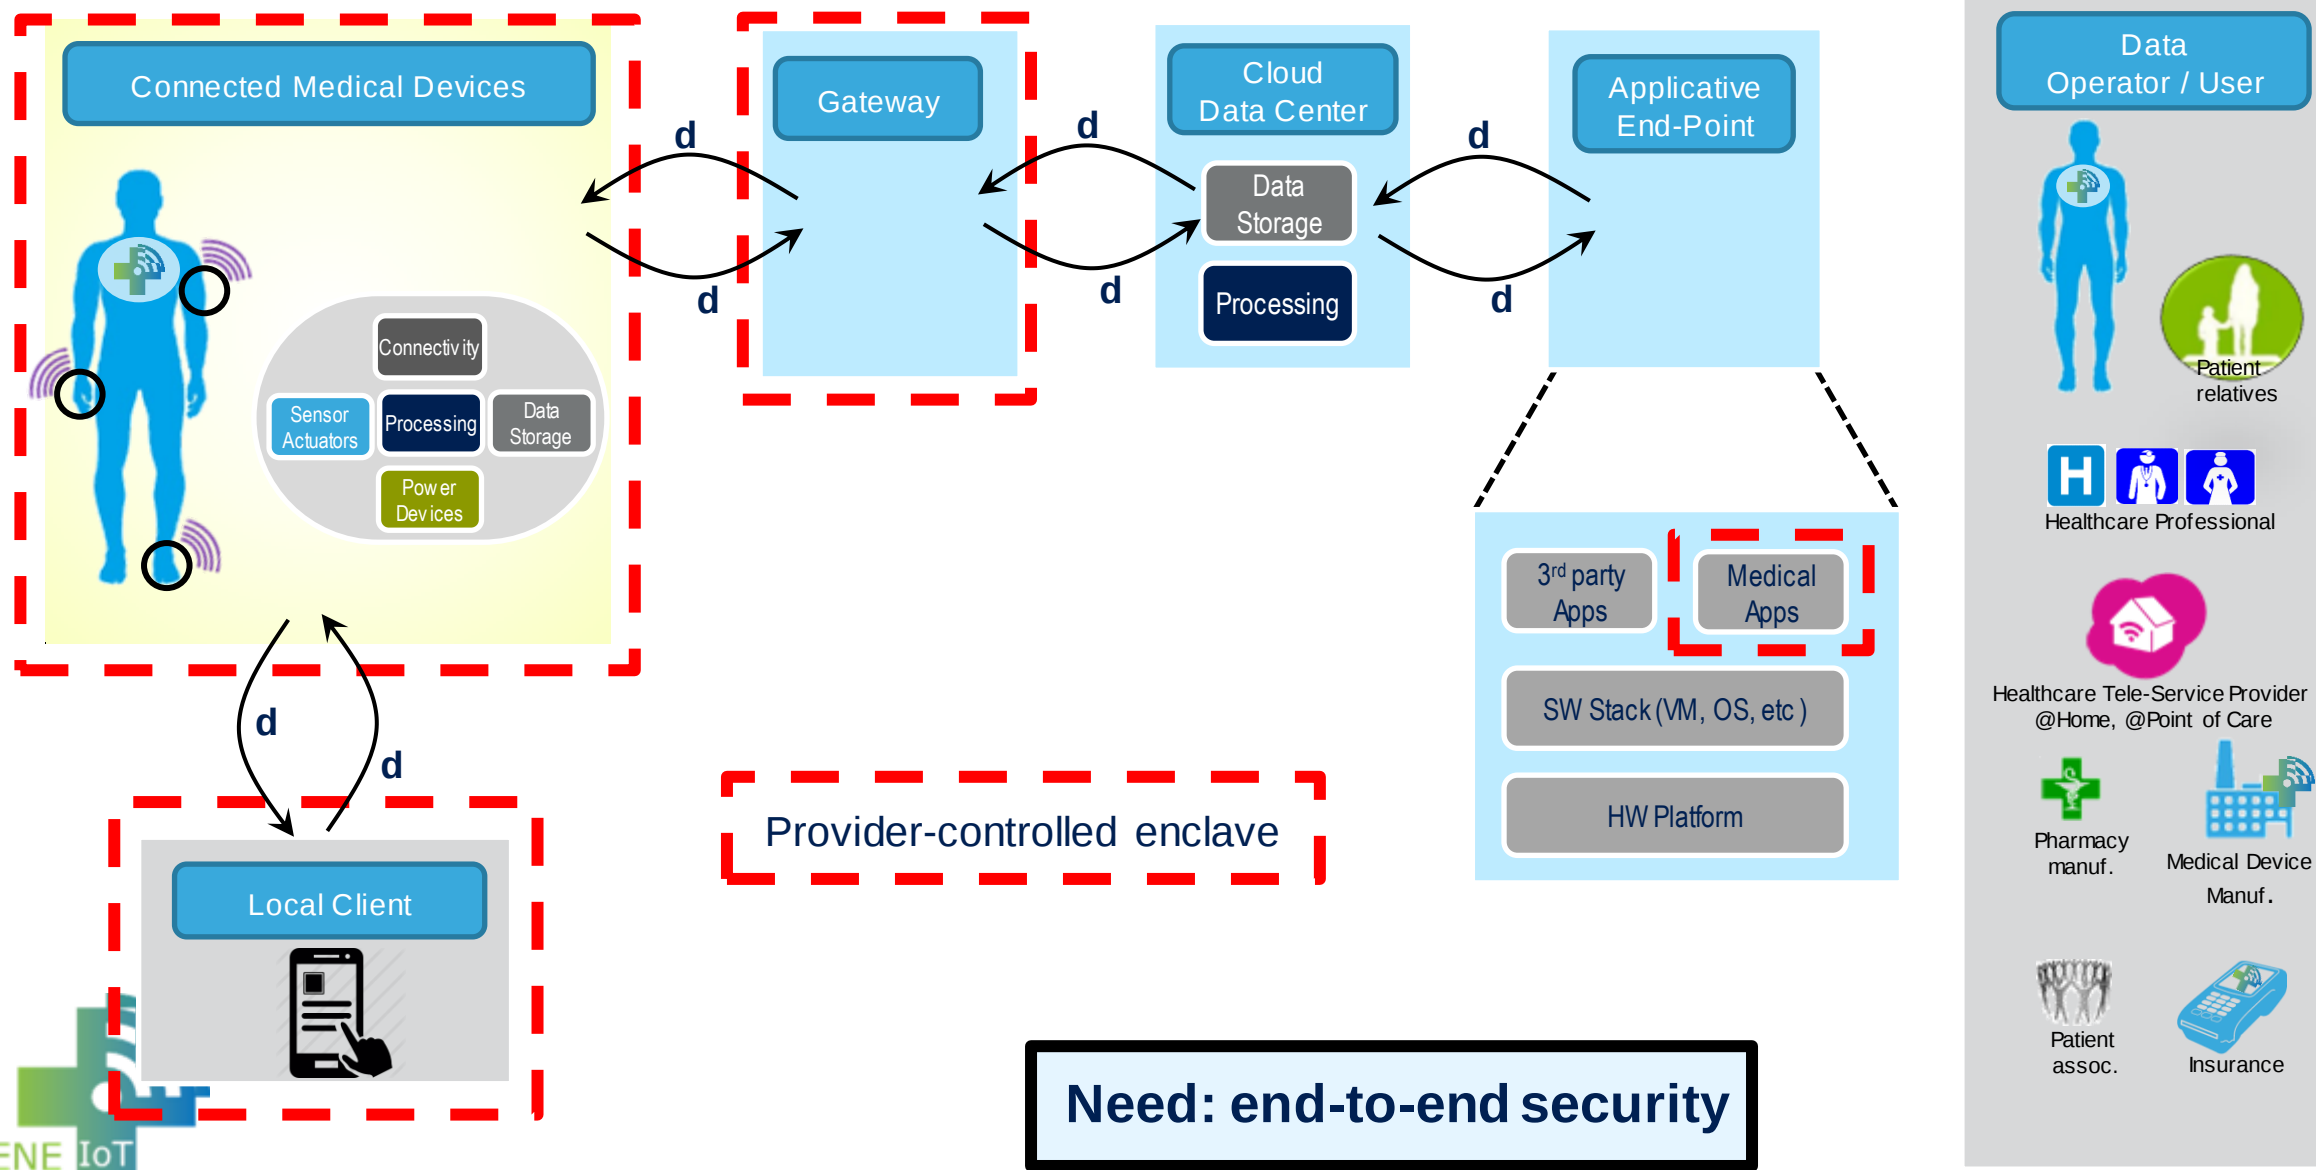 Connected Medical Devices
Connectivity
Sensor
Actuators
Processing
Data
Storage
Power
Devices
d
d
Gateway
d
d
Cloud
Data Center
Data
Storage
Processing
d
d
Applicative
End-Point
3rd party
Apps
Medical
Apps
SW Stack (VM, OS, etc )
HW Platform
d
d
Local Client
Provider-controlled enclave
Need: end-to-end security
ENE IoT
Data
Operator / User
Patient
relatives
H
Healthcare Professional
Healthcare Tele-Service Provider
@Home, @Point of Care
Pharmacy
manuf.
Medical Device
Manuf.
Patient
assoc.
Insurance